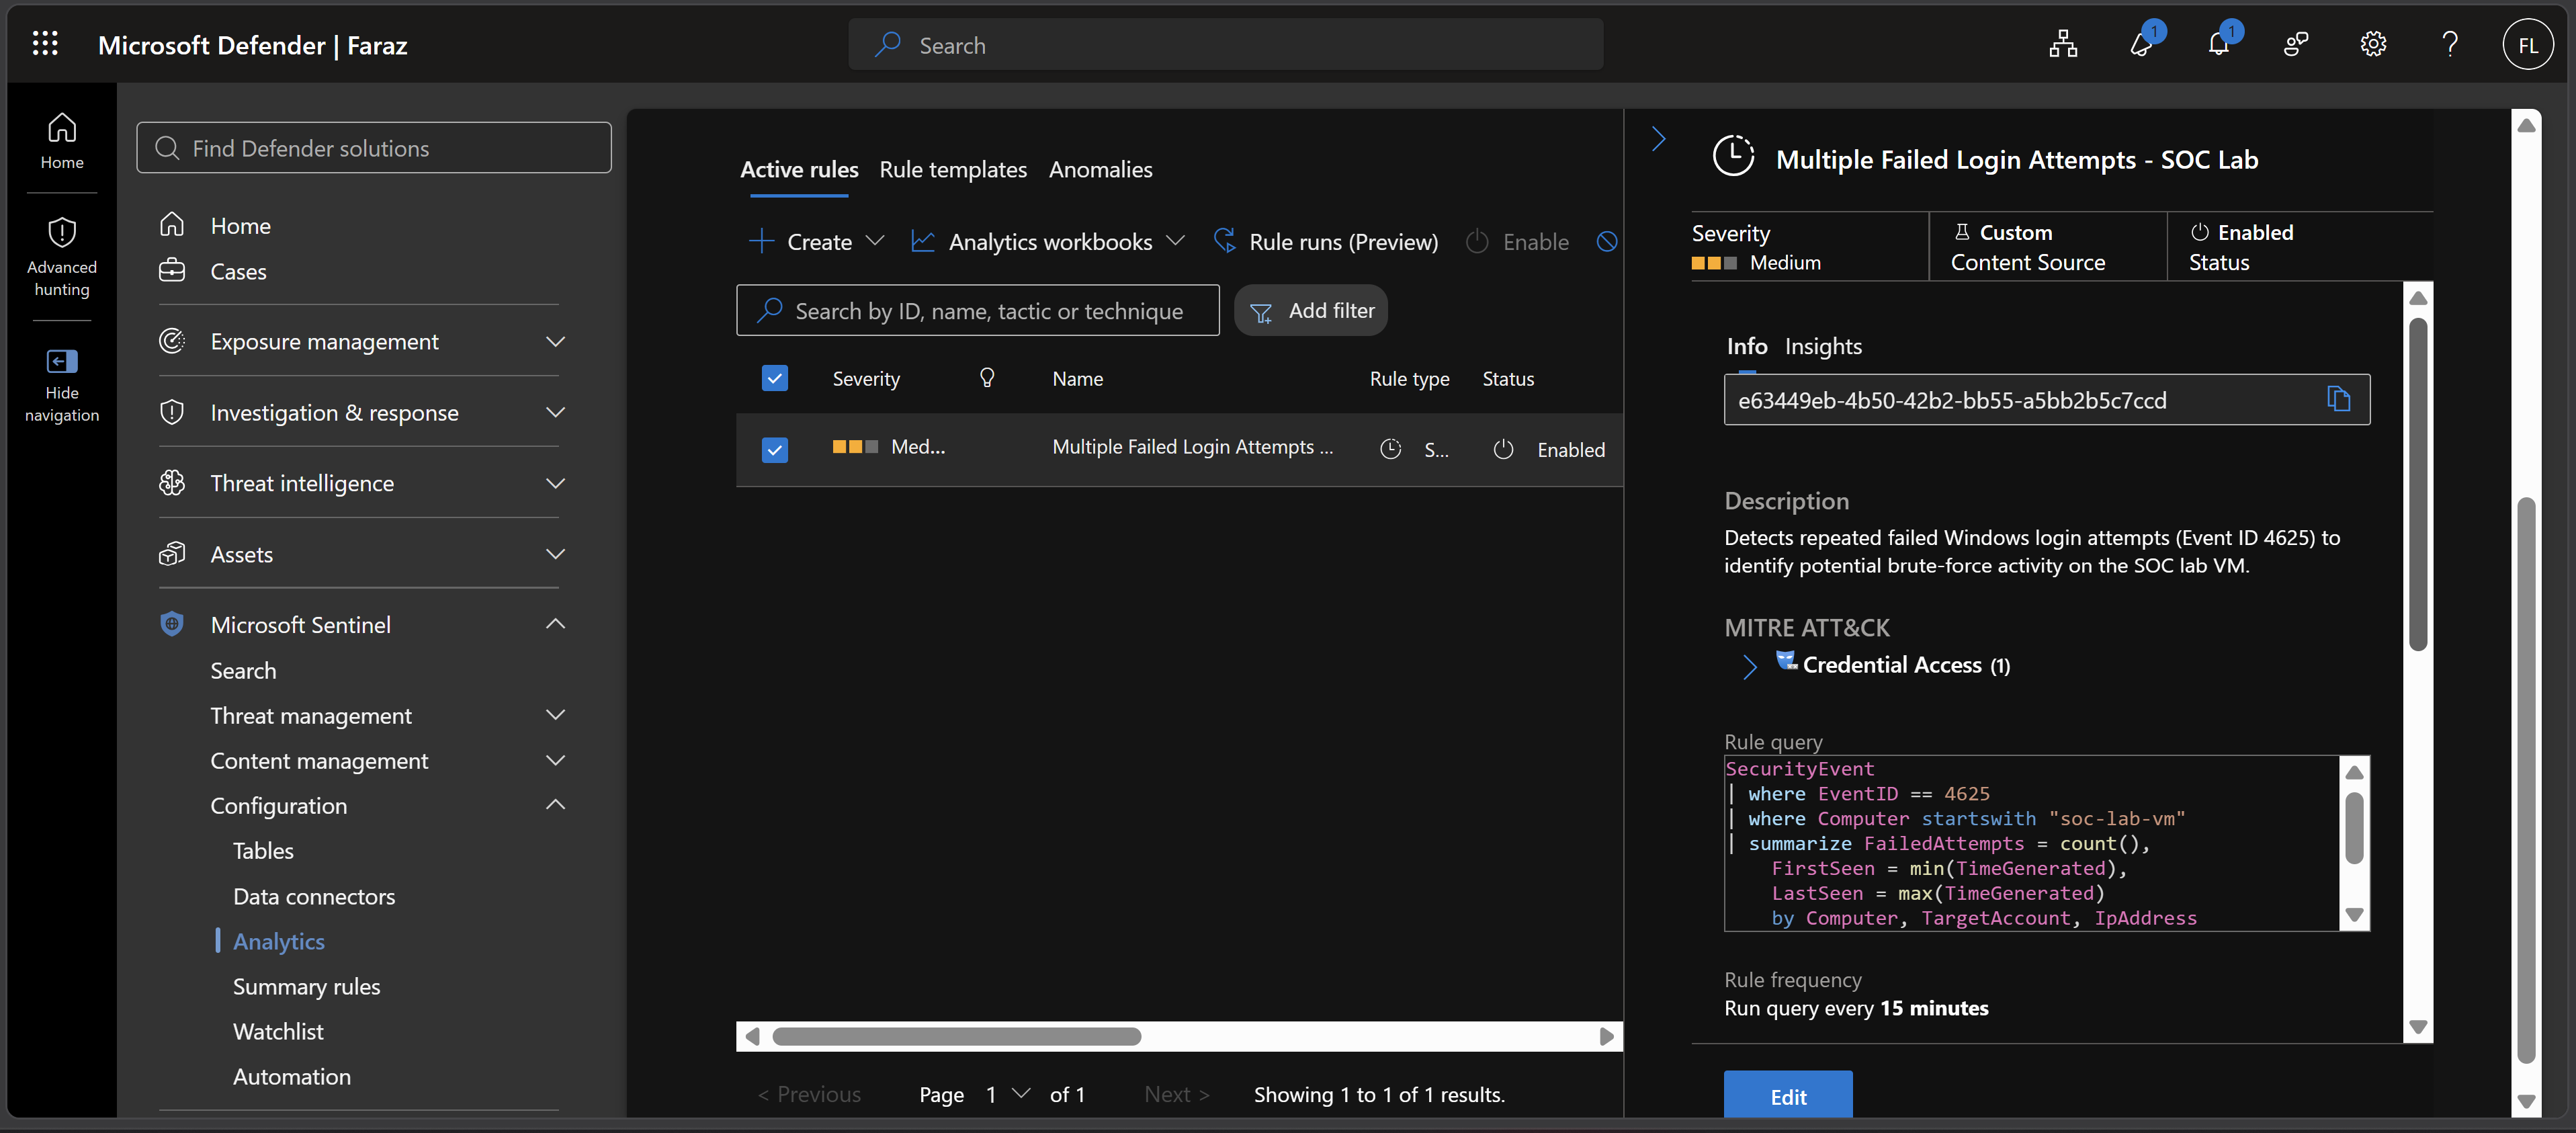 Microsoft Defender | Faraz
Search
1
1
FL
Home
Advanced
hunting
Hide
navigation
Find Defender solutions
Home
Cases
Exposure management
Investigation & response
Threat intelligence
Assets
Microsoft Sentinel
Search
Threat management
Content management
Configuration
Tables
Data connectors
Analytics
Summary rules
Watchlist
Automation
Active rules Rule templates Anomalies
Create Analytics workbooks Rule runs (Preview) Enable
Search by ID, name, tactic or technique Add filter
Severity Name Rule type Status
Med... Multiple Failed Login Attempts ... S... Enabled
< Previous Page 1 of 1 Next > Showing 1 to 1 of 1 results.
Multiple Failed Login Attempts - SOC Lab
Severity Custom Enabled
Medium Content Source Status
Info Insights
e63449eb-4b50-42b2-bb55-a5bb2b5c7ccd
Description
Detects repeated failed Windows login attempts (Event ID 4625) to
identify potential brute-force activity on the SOC lab VM.
MITRE ATT&CK
Credential Access (1)
Rule query
SecurityEvent
| where EventID == 4625
| where Computer startswith "soc-lab-vm"
| summarize FailedAttempts = count(),
FirstSeen = min(TimeGenerated),
LastSeen = max(TimeGenerated)
by Computer, TargetAccount, IpAddress
Rule frequency
Run query every 15 minutes
Edit